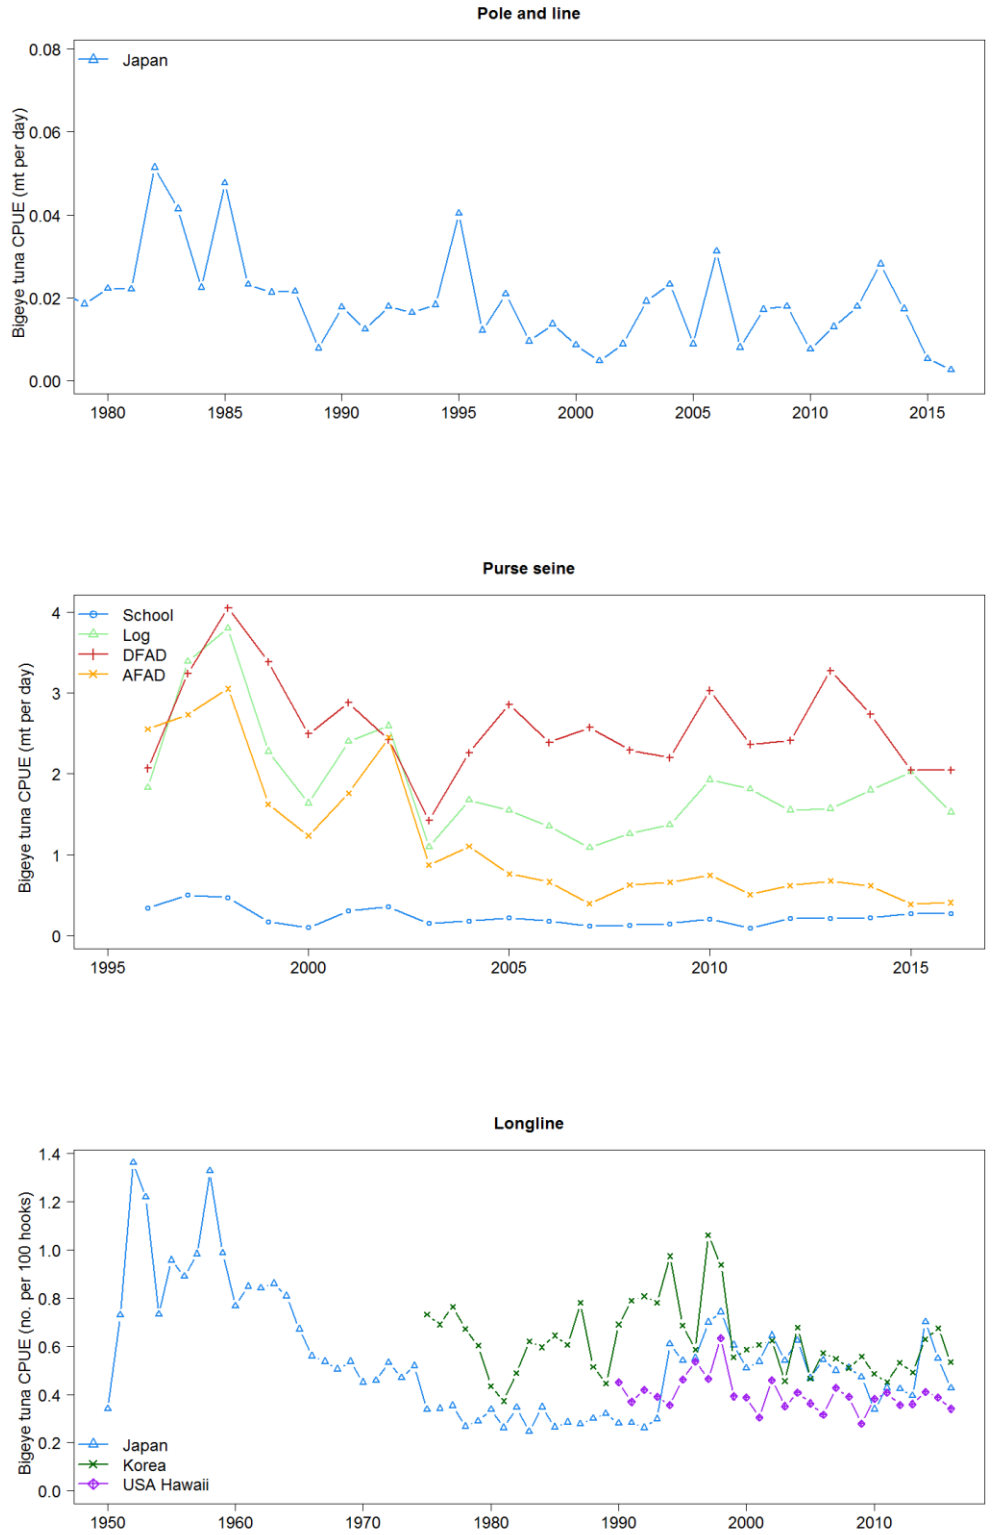 Pole and line
Bigeye tuna CPUE (mt per day)
0.08
0.06
0.04
0.02
0.00
Japan
1980 1985 1990 1995 2000 2005 2010 2015
Purse seine
Bigeye tuna CPUE (mt per day)
4
3
2
1
0
School
Log
DFAD
AFAD
1995 2000 2005 2010 2015
Longline
Bigeye tuna CPUE (no. per 100 hooks)
1.4
1.2
1.0
0.8
0.6
0.4
0.2
0.0
Japan
Korea
USA Hawaii
1950 1960 1970 1980 1990 2000 2010